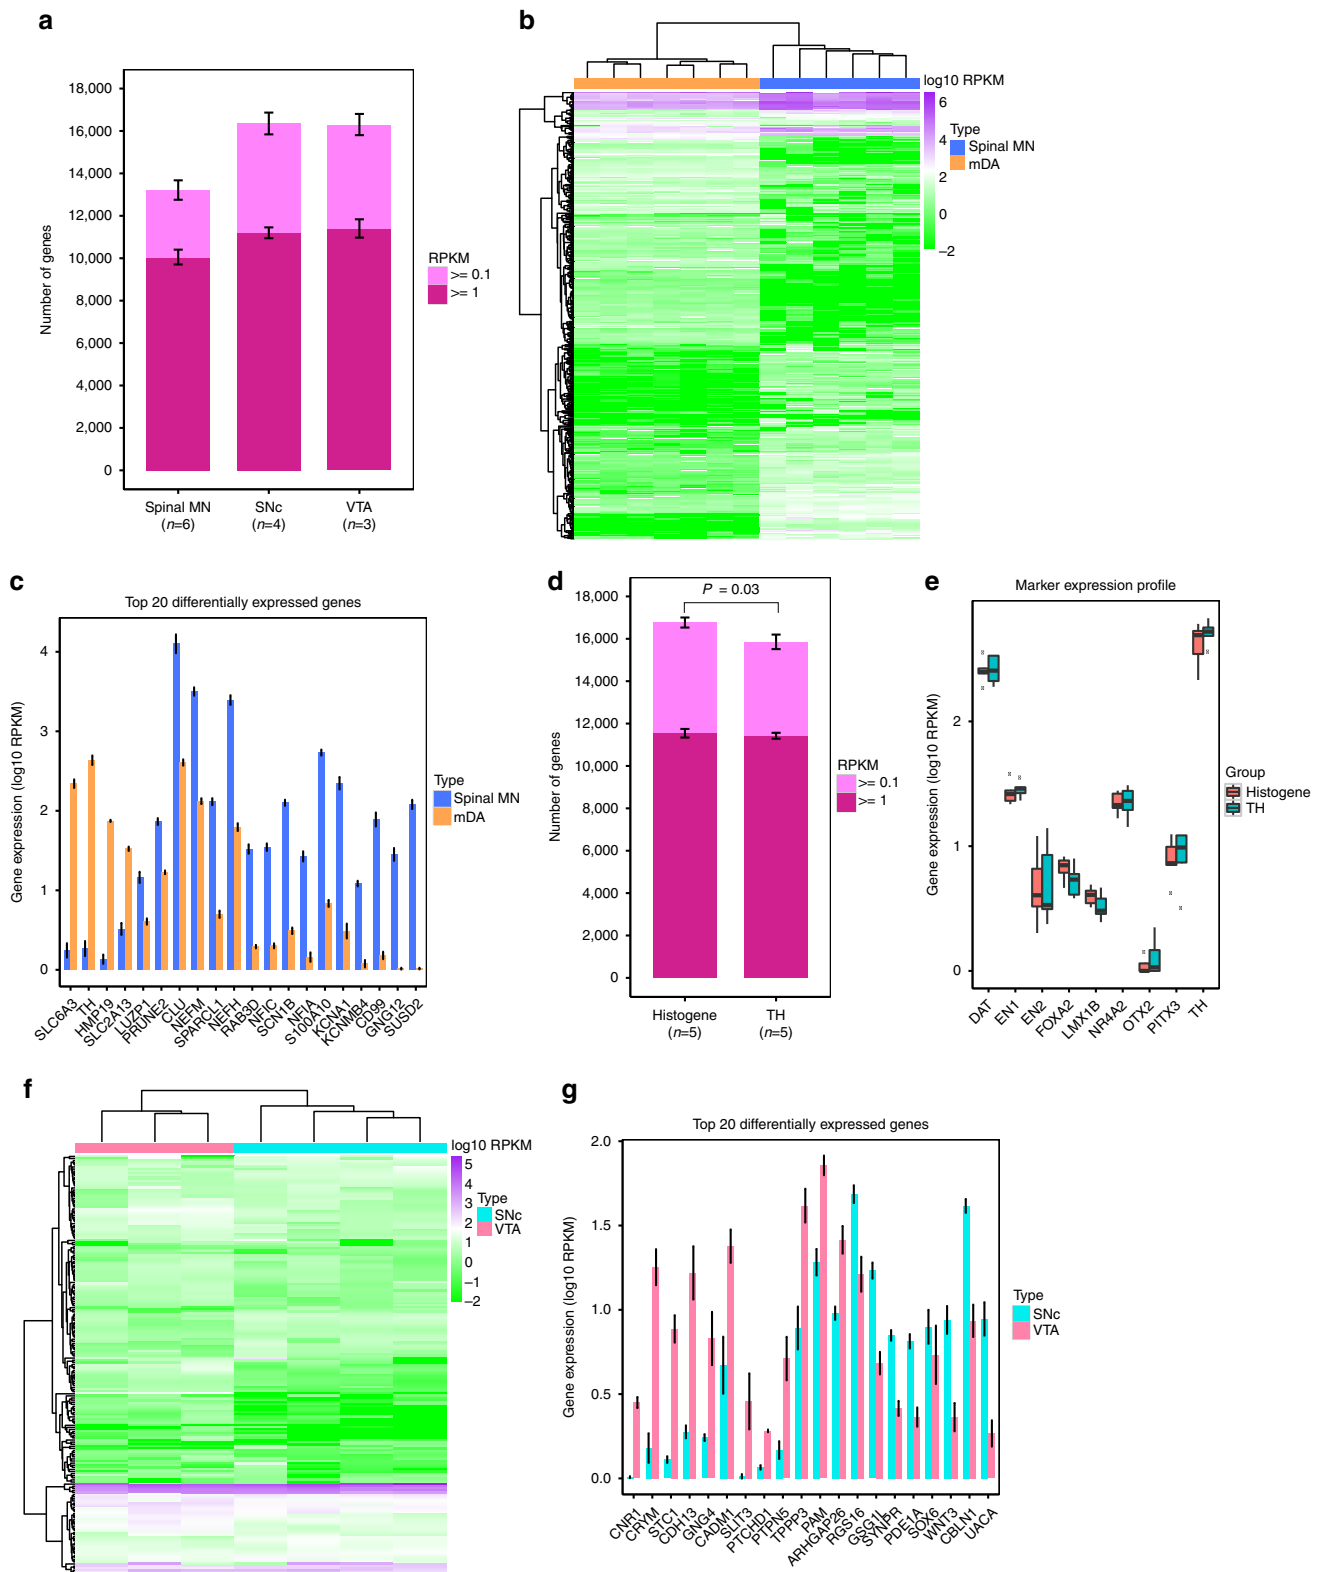 a
18,000
16,000
14,000
12,000
10,000
8,000
6,000
4,000
2,000
0
Number of genes
Spinal MN
(n=6)
SNc
(n=4)
VTA
(n=3)
RPKM
>= 0.1
>= 1
b
log10 RPKM
6
4
2
0
−2
Type
Spinal MN
mDA
c
Top 20 differentially expressed genes
4
3
2
1
0
Gene expression (log10 RPKM)
SLC6A3
TH
HMP19
SLC2A13
LUZP1
PRUNE2
CLU
NEFM
SPARCL1
NEFH
RAB3D
NFIC
SCN1B
NFIA
S100A10
KCNA1
KCNMB4
CD99
GNG12
SUSD2
Type
Spinal MN
mDA
d
P = 0.03
18,000
16,000
14,000
12,000
10,000
8,000
6,000
4,000
2,000
0
Number of genes
Histogene
(n=5)
TH
(n=5)
RPKM
>= 0.1
>= 1
e
Marker expression profile
2
1
0
Gene expression (log10 RPKM)
DAT
EN1
EN2
FOXA2
LMX1B
NR4A2
OTX2
PITX3
TH
Group
Histogene
TH
f
log10 RPKM
5
4
3
2
1
0
−1
−2
Type
SNc
VTA
g
Top 20 differentially expressed genes
2.0
1.5
1.0
0.5
0.0
Gene expression (log10 RPKM)
CNR1
CRYM
STC1
CDH13
GNG4
CADM1
SLIT3
PTCHD1
PTPN5
TPPP3
PAM
ARHGAP26
RGS16
GSG1L
SYNPR
PDE1A
SOX6
WNT3
CBLN1
UACA
Type
SNc
VTA